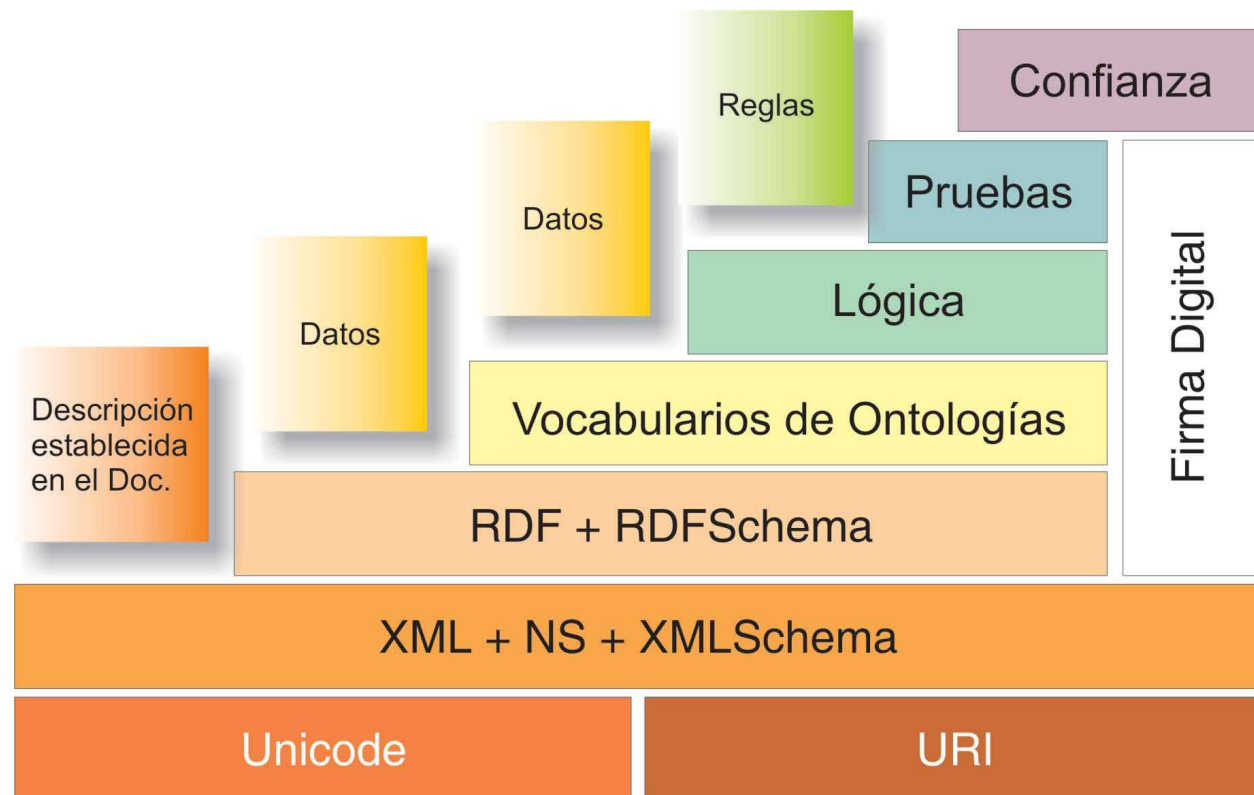 Reglas
Confianza
Datos
Pruebas
Datos
Lógica
Firma Digital
Descripción
establecida
en el Doc.
Vocabularios de Ontologías
RDF + RDFSchema
XML + NS + XMLSchema
Unicode
URI